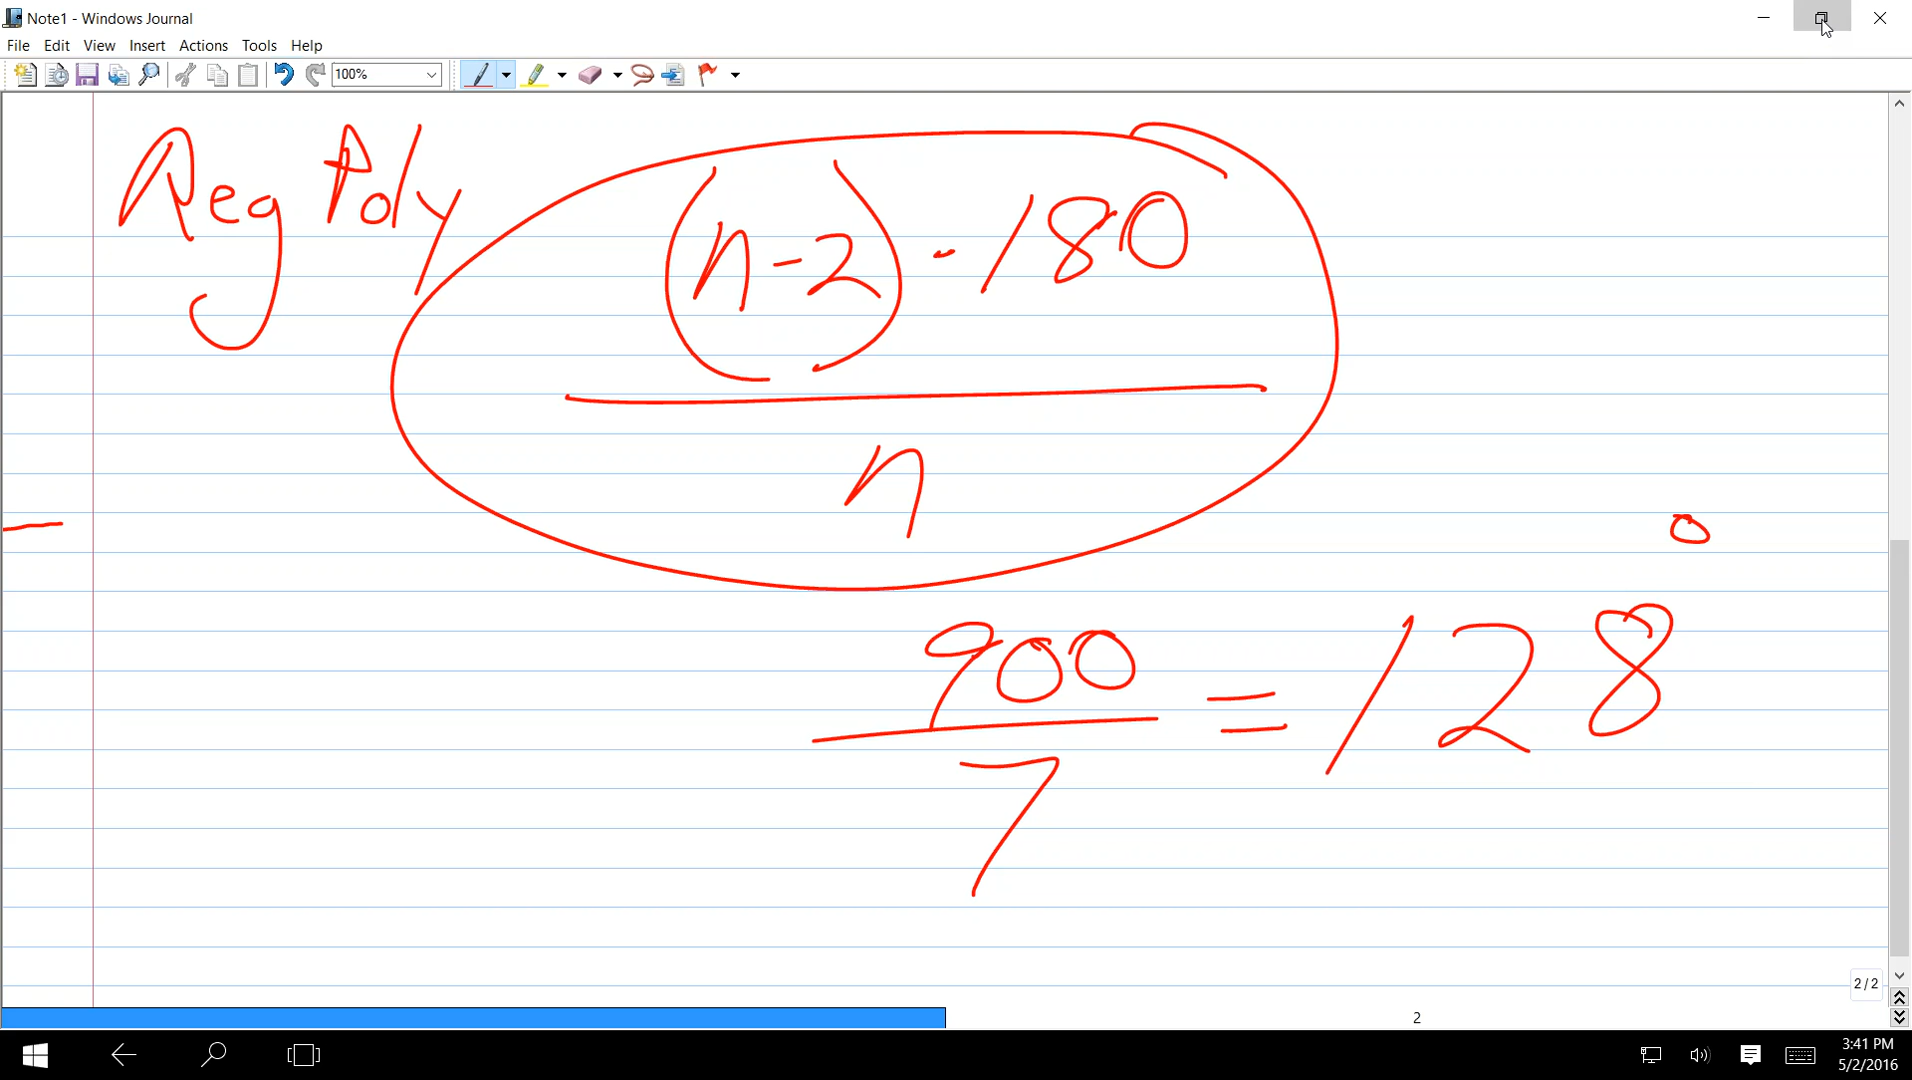 Note1 - Windows Journal
File Edit View Insert Actions Tools Help
100%
Reg Poly
(n-2) · 180
n
900
7
= 128°
2 / 2
2
3:41 PM
5/2/2016